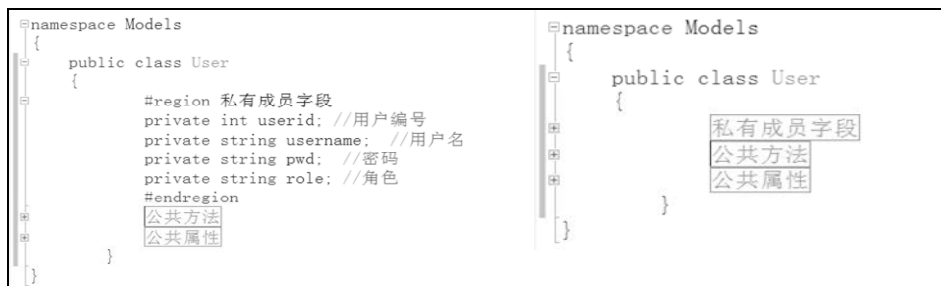 namespace Models
{
public class User
{
#region 私有成员字段
private int userid; //用户编号
private string username;  //用户名
private string pwd;  //密码
private string role; //角色
#endregion
公共方法
公共属性
}
}
namespace Models
{
public class User
{
私有成员字段
公共方法
公共属性
}
}